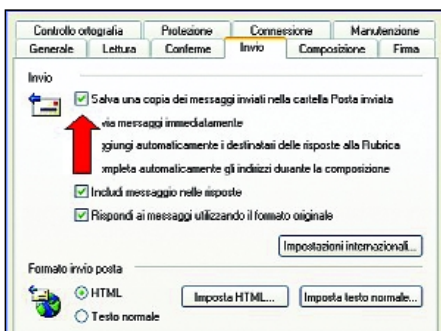 Controllo ortografia Protezione Connessione Manutenzione
Generale Lettura Conferme Invio Composizione Firma
Invio
Salva una copia dei messaggi inviati nella cartella Posta inviata
via messaggi immediatamente
ggiungi automaticamente i destinatari delle risposte alla Rubrica
ompleta automaticamente gli indirizzi durante la composizione
Includi messaggio nelle risposte
Rispondi ai messaggi utilizzando il formato originale
Impostazioni internazionali...
Formato invio posta
HTML Imposta HTML... Imposta testo normale...
Testo normale